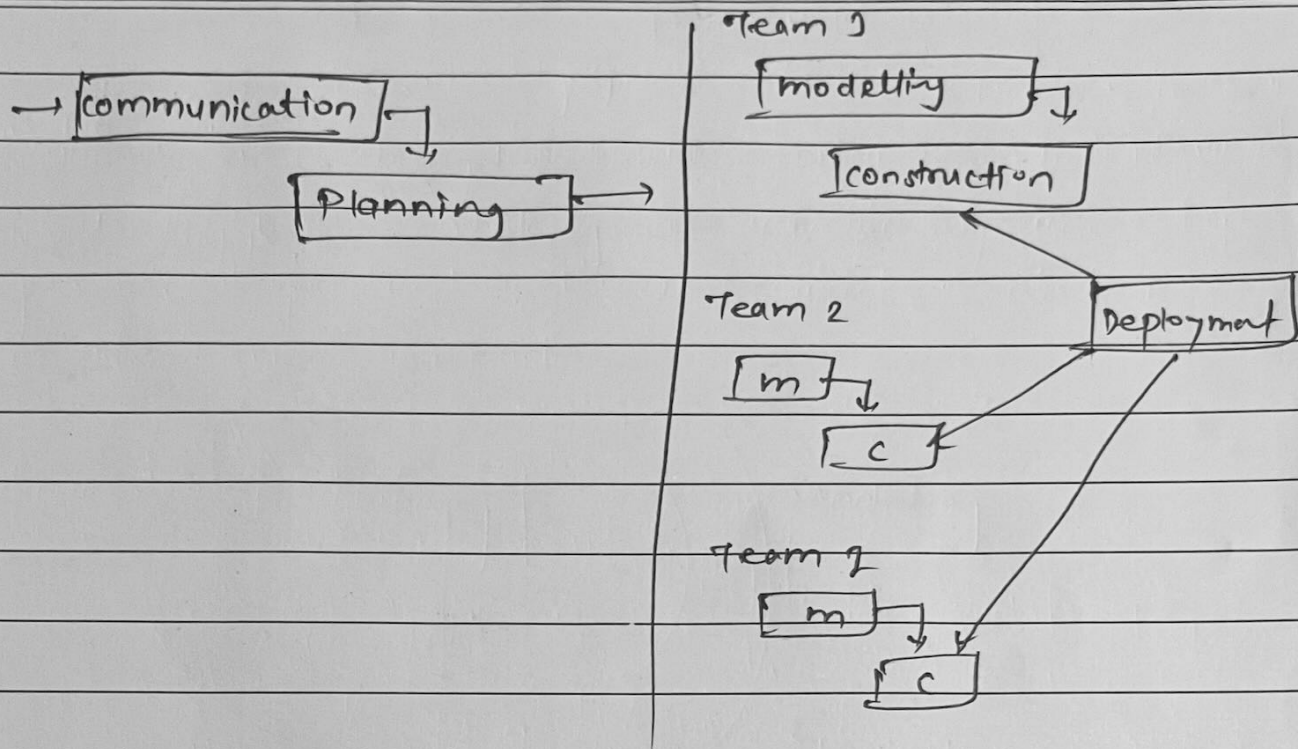 Team 1
modelling
communication
construction
Planning
Team 2
Deployment
m
c
Team 2
m
c